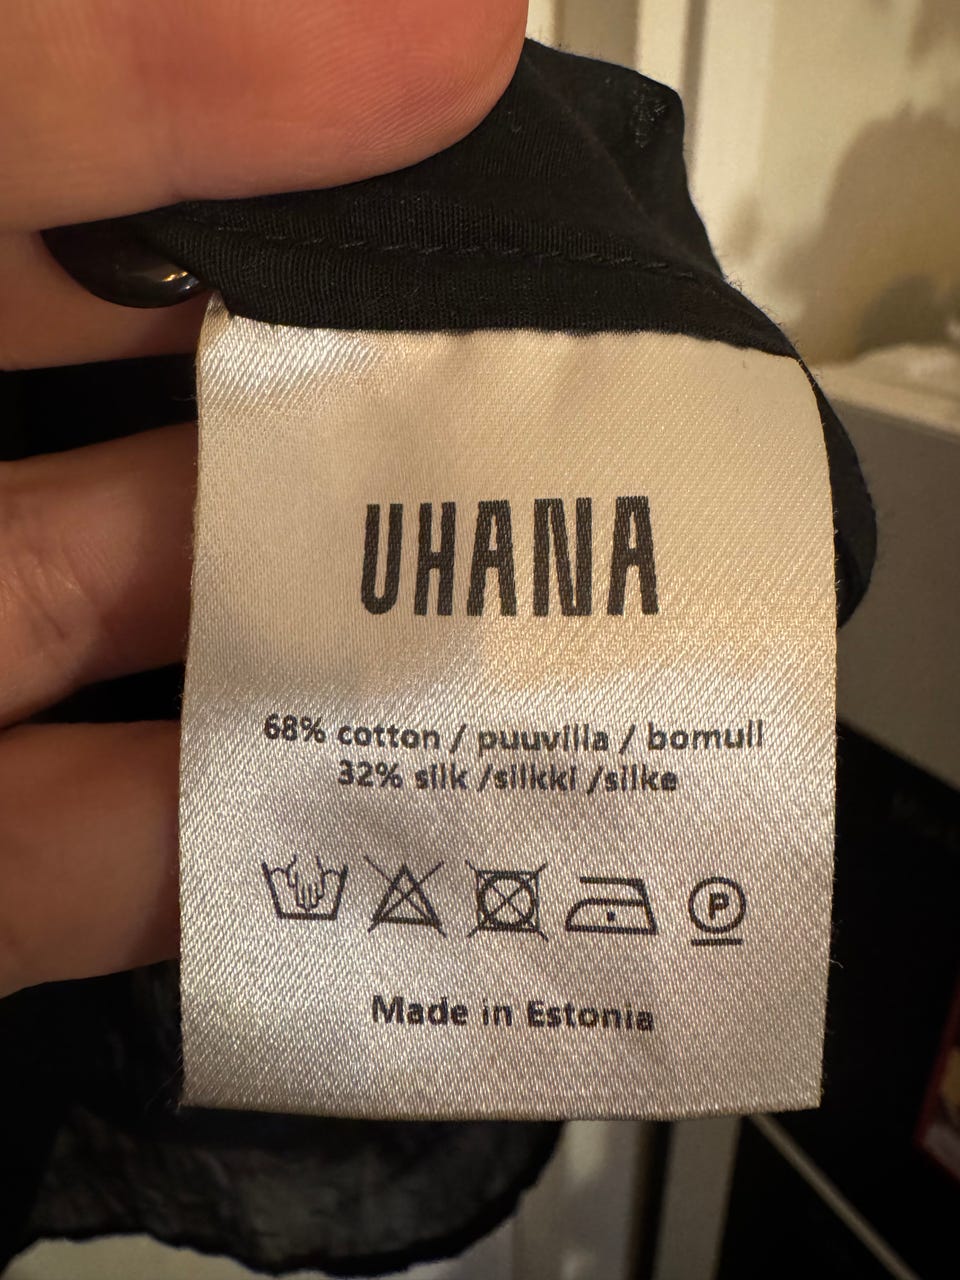 UHANA
68% cotton / puuvilla / bomull
32% silk /silkki /silke
P
Made in Estonia